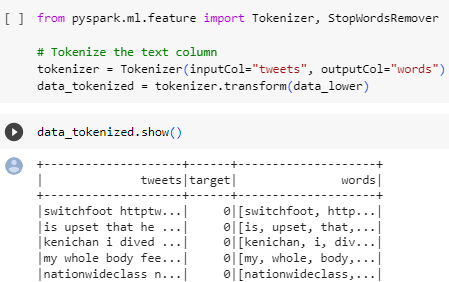 [ ] from pyspark.ml.feature import Tokenizer, StopWordsRemover
# Tokenize the text column
tokenizer = Tokenizer(inputCol="tweets", outputCol="words")
data_tokenized = tokenizer.transform(data_lower)
data_tokenized.show()
+--------------------+------+--------------------+
|              tweets|target|               words|
+--------------------+------+--------------------+
|switchfoot httptw...|     0|[switchfoot, http...|
|is upset that he ...|     0|[is, upset, that,...|
|kenichan i dived ...|     0|[kenichan, i, div...|
|my whole body fee...|     0|[my, whole, body,...|
|nationwideclass n...|     0|[nationwideclass,...|